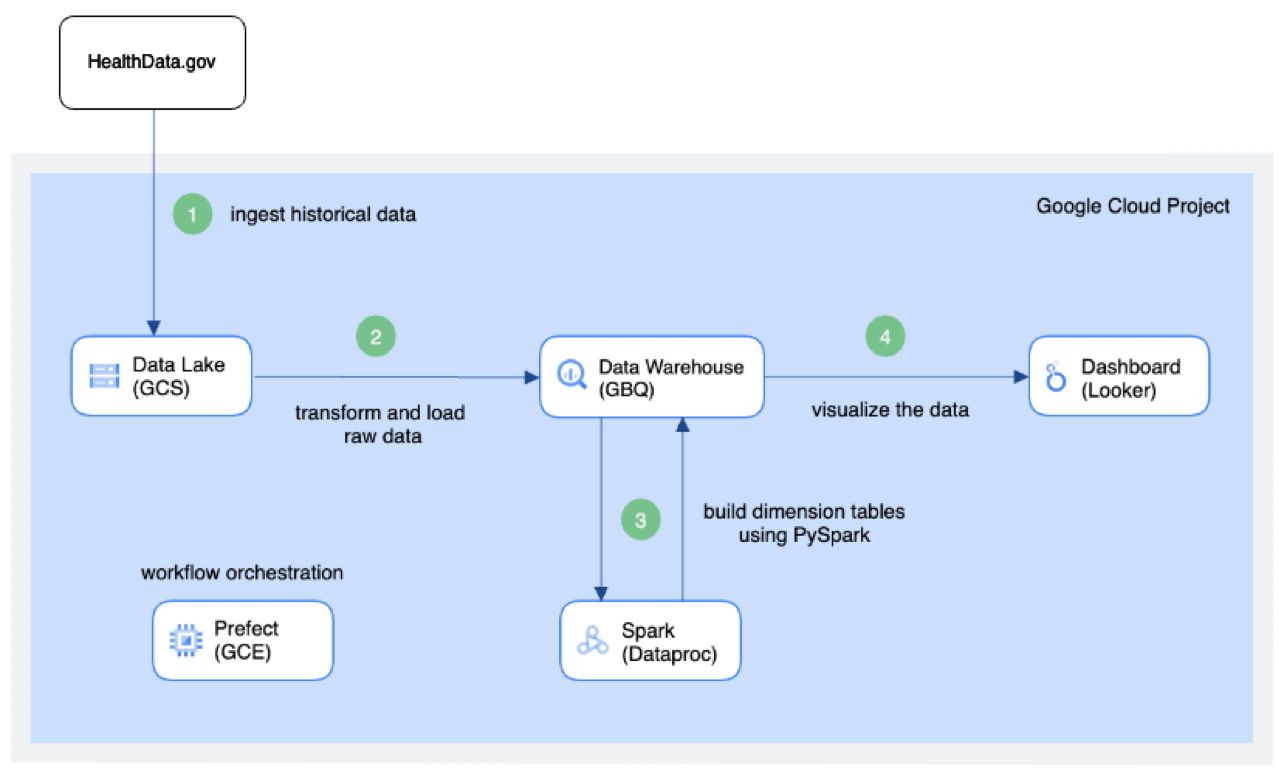 HealthData.gov
1
ingest historical data
Google Cloud Project
Data Lake
(GCS)
2
transform and load
raw data
Data Warehouse
(GBQ)
4
visualize the data
Dashboard
(Looker)
3
build dimension tables
using PySpark
workflow orchestration
Prefect
(GCE)
Spark
(Dataproc)